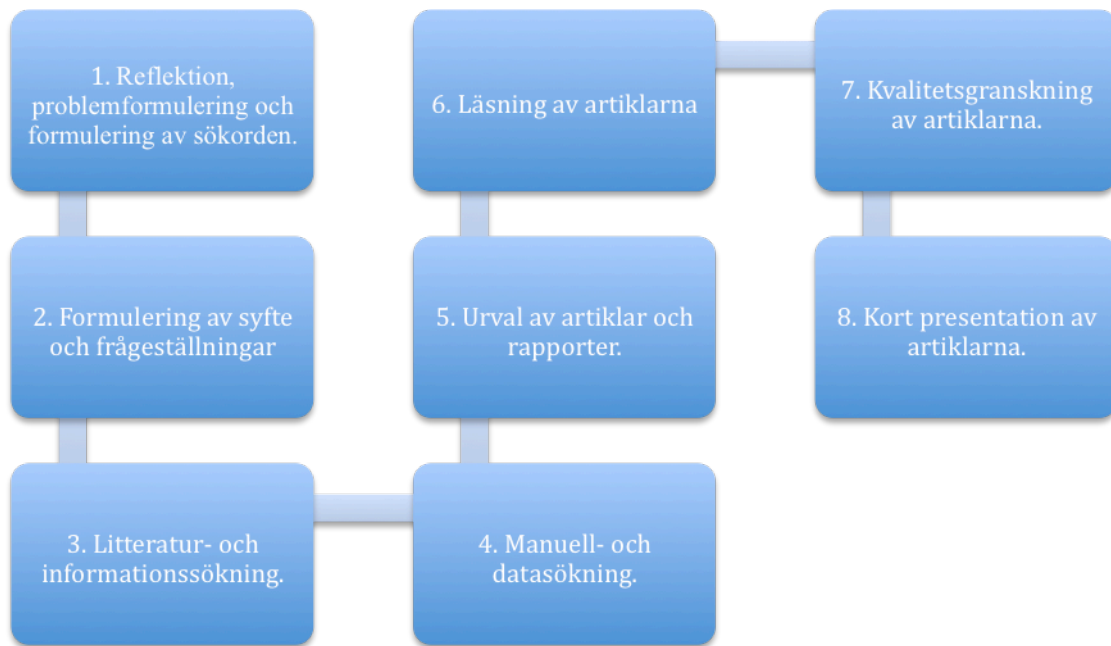 1. Reflektion,
problemformulering och
formulering av sökorden.
2. Formulering av syfte
och frågeställningar
3. Litteratur- och
informationssökning.
4. Manuell- och
datasökning.
5. Urval av artiklar och
rapporter.
6. Läsning av artiklarna
7. Kvalitetsgranskning
av artiklarna.
8. Kort presentation av
artiklarna.